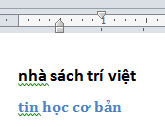 nhà sách trí việt
tin học cơ bản